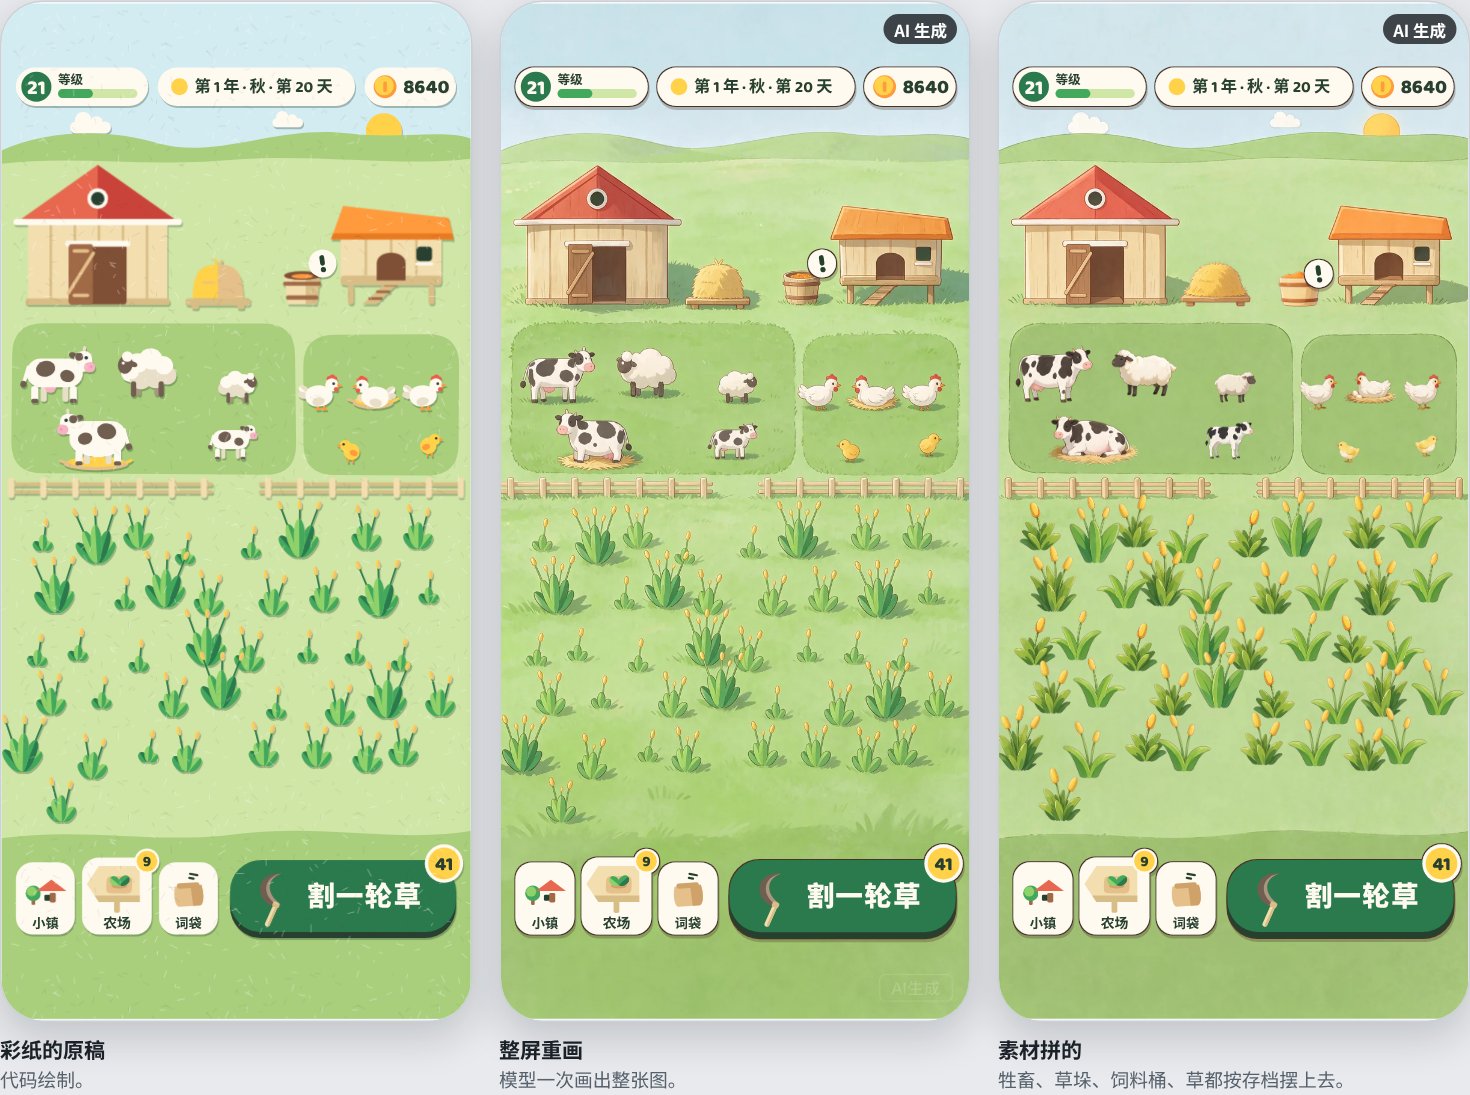 AI 生成
AI 生成
21
等级
第1年·秋·第20天
8640
21
等级
第1年·秋·第20天
8640
21
等级
第1年·秋·第20天
8640
!
!
!
小镇
9
农场
词袋
割一轮草
41
小镇
9
农场
词袋
割一轮草
41
小镇
9
农场
词袋
割一轮草
41
AI生成
彩纸的原稿
代码绘制。
整屏重画
模型一次画出整张图。
素材拼的
牲畜、草垛、饲料桶、草都按存档摆上去。